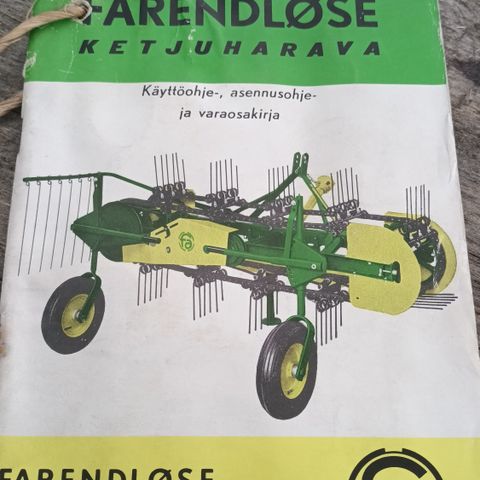 FARENDLØSE
KETJUHARAVA
Käyttöohje-, asennusohje-
ja varaosakirja
FARENDLØSE